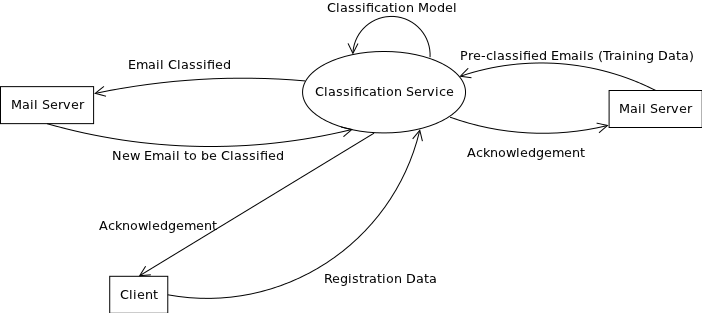 Classification Model
Email Classified
Pre-classified Emails (Training Data)
Mail Server
Classification Service
Mail Server
New Email to be Classified
Acknowledgement
Acknowledgement
Registration Data
Client